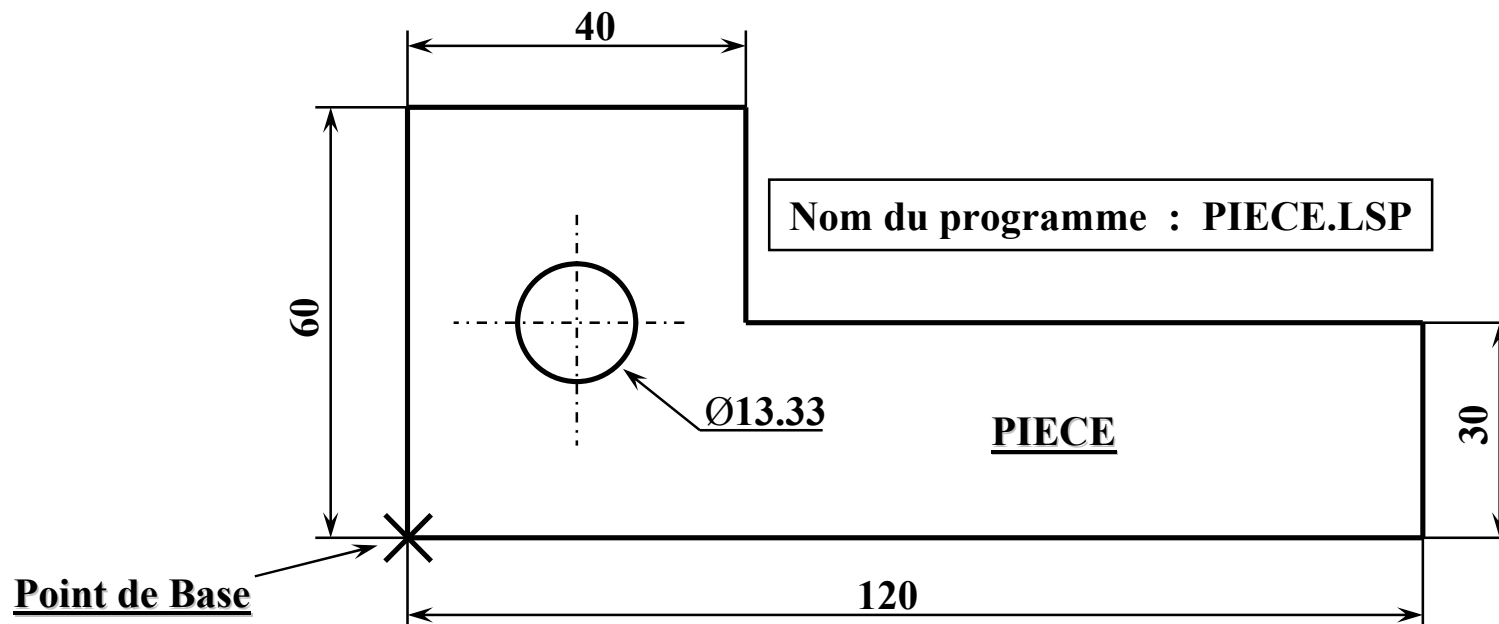 40
Nom du programme : PIECE.LSP
60
Ø13.33
PIECE
30
Point de Base
120